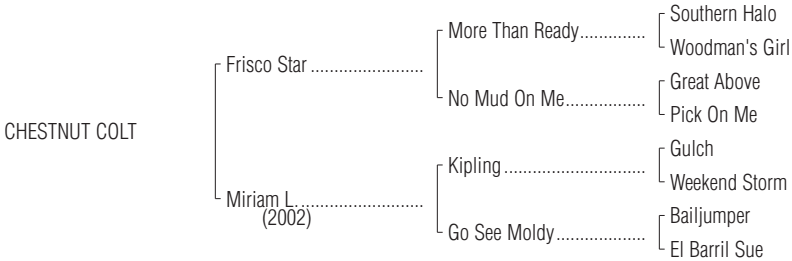 Southern Halo
More Than Ready..............
Woodman's Girl
Frisco Star ........................
Great Above
No Mud On Me.................
Pick On Me
CHESTNUT COLT
Gulch
Kipling ..............................
Weekend Storm
Miriam L. ..........................
(2002)
Bailjumper
Go See Moldy...................
El Barril Sue